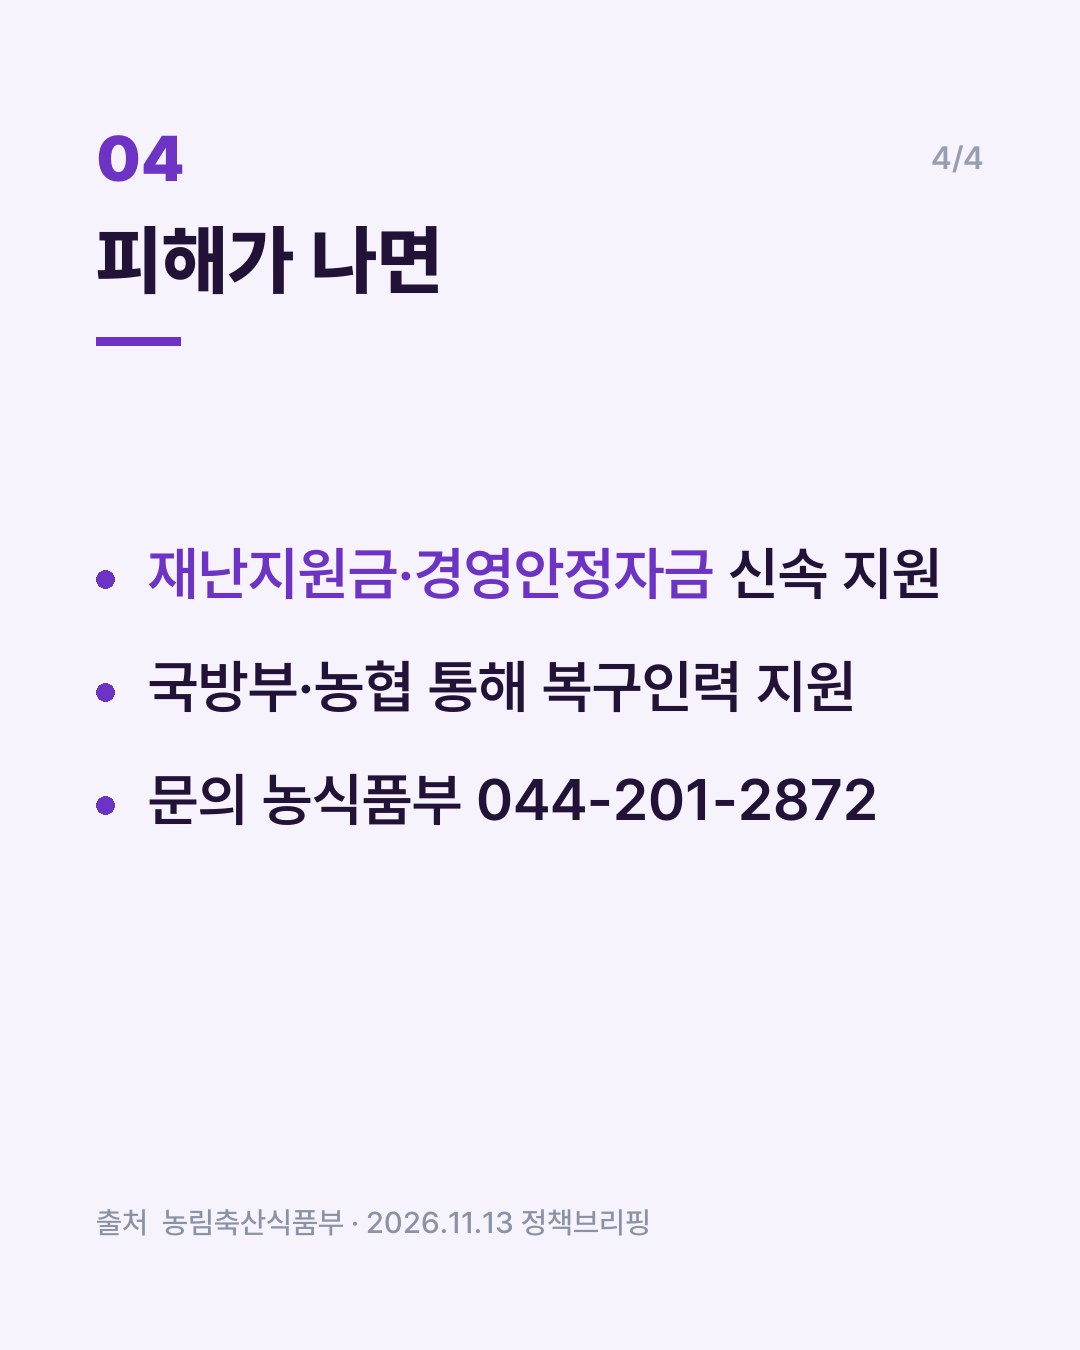 04
4/4
피해가 나면
재난지원금·경영안정자금 신속 지원
국방부·농협 통해 복구인력 지원
문의 농식품부 044-201-2872
출처 농림축산식품부 · 2026.11.13 정책브리핑